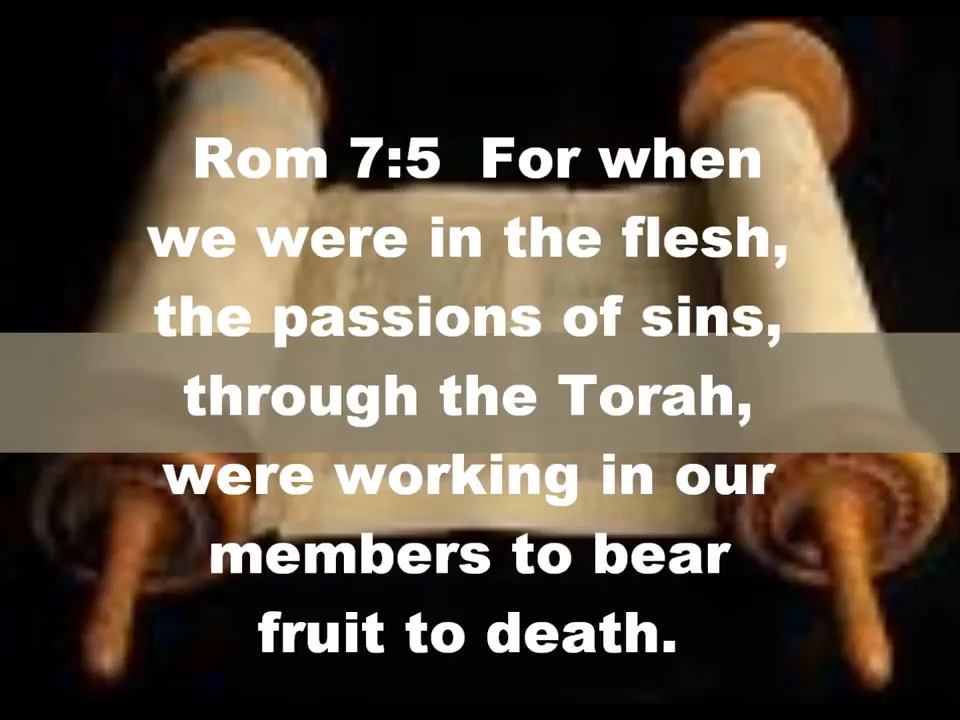 Rom 7:5  For when
we were in the flesh,
the passions of sins,
through the Torah,
were working in our
members to bear
fruit to death.